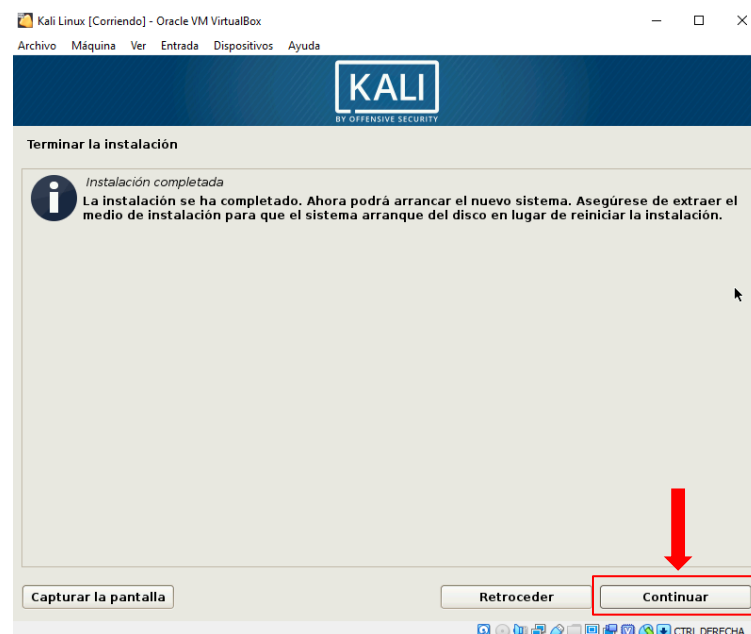 Kali Linux [Corriendo] - Oracle VM VirtualBox
Archivo Máquina Ver Entrada Dispositivos Ayuda
KALI
BY OFFENSIVE SECURITY
Terminar la instalación
Instalación completada
La instalación se ha completado. Ahora podrá arrancar el nuevo sistema. Asegúrese de extraer el
medio de instalación para que el sistema arranque del disco en lugar de reiniciar la instalación.
Capturar la pantalla Retroceder Continuar
CTRL DERECHA